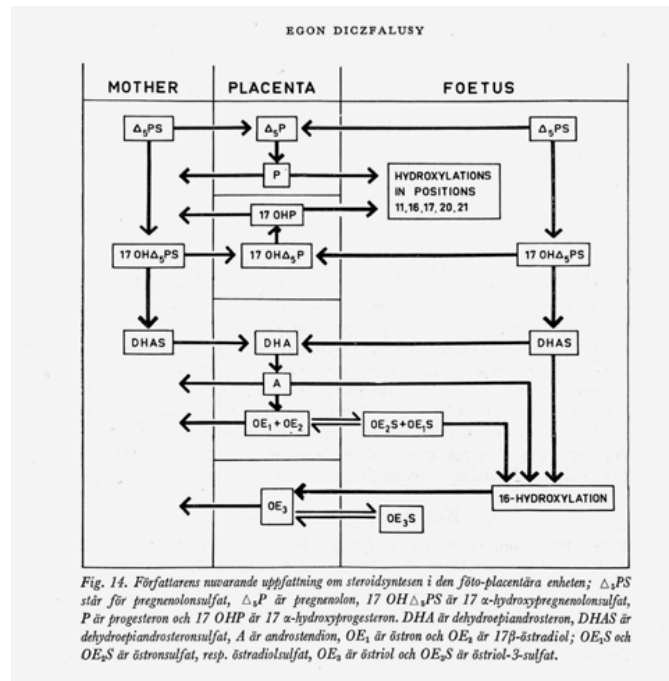 EGON DICZFALUSY
MOTHER PLACENTA FOETUS
Δ₅PS Δ₅P Δ₅PS
P
HYDROXYLATIONS
IN POSITIONS
11,16,17, 20, 21
17 OHP
17 OHΔ₅PS 17 OHΔ₅P 17 OHΔ₅PS
DHAS DHA DHAS
A
OE₁ + OE₂ OE₂S + OE₁S
16-HYDROXYLATION
OE₃
OE₃S
Fig. 14. Författarens nuvarande uppfattning om steroidsyntesen i den föto-placentära enheten; Δ₅PS
står för pregnenolonsulfat, Δ₅P är pregnenolon, 17 OHΔ₅PS är 17 α-hydroxypregnenolonsulfat,
P är progesteron och 17 OHP är 17 α-hydroxyprogesteron. DHA är dehydroepiandrosteron, DHAS är
dehydroepiandrosteronsulfat, A är androstendion, OE₁ är östron och OE₂ är 17β-östradiol; OE₁S och
OE₂S är östronsulfat, resp. östradiolsulfat, OE₃ är östriol och OE₃S är östriol-3-sulfat.